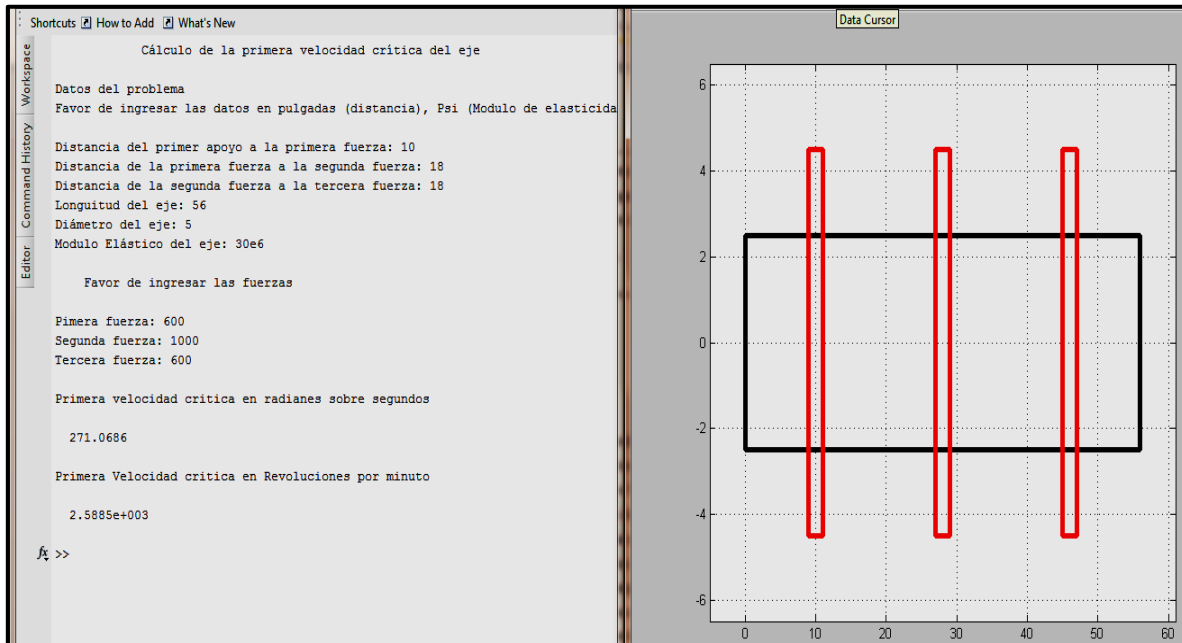 Shortcuts How to Add What's New
Workspace
Command History
Editor
Cálculo de la primera velocidad crítica del eje
Datos del problema
Favor de ingresar las datos en pulgadas (distancia), Psi (Modulo de elasticida
Distancia del primer apoyo a la primera fuerza: 10
Distancia de la primera fuerza a la segunda fuerza: 18
Distancia de la segunda fuerza a la tercera fuerza: 18
Longuitud del eje: 56
Diámetro del eje: 5
Modulo Elástico del eje: 30e6
Favor de ingresar las fuerzas
Pimera fuerza: 600
Segunda fuerza: 1000
Tercera fuerza: 600
Primera velocidad critica en radianes sobre segundos
271.0686
Primera Velocidad critica en Revoluciones por minuto
2.5885e+003
fx >>
Data Cursor
6
4
2
0
-2
-4
-6
0 10 20 30 40 50 60